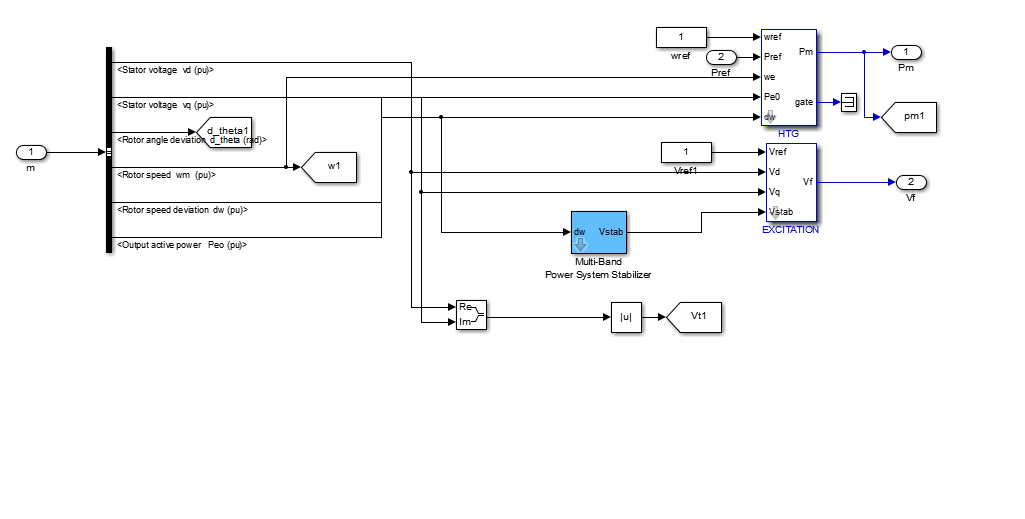 1
m
<Stator voltage vd (pu)>
<Stator voltage vq (pu)>
d_theta1
<Rotor angle deviation d_theta (rad)>
<Rotor speed wm (pu)>
w1
<Rotor speed deviation dw (pu)>
<Output active power Peo (pu)>
1
wref
2
Pref
wref
Pref
we
Pe0
dw
Pm
gate
HTG
1
Pm
pm1
1
Vref1
Vref
Vd
Vq
Vstab
Vf
EXCITATION
2
Vf
dw
Vstab
Multi-Band
Power System Stabilizer
Re
Im
|u|
Vt1